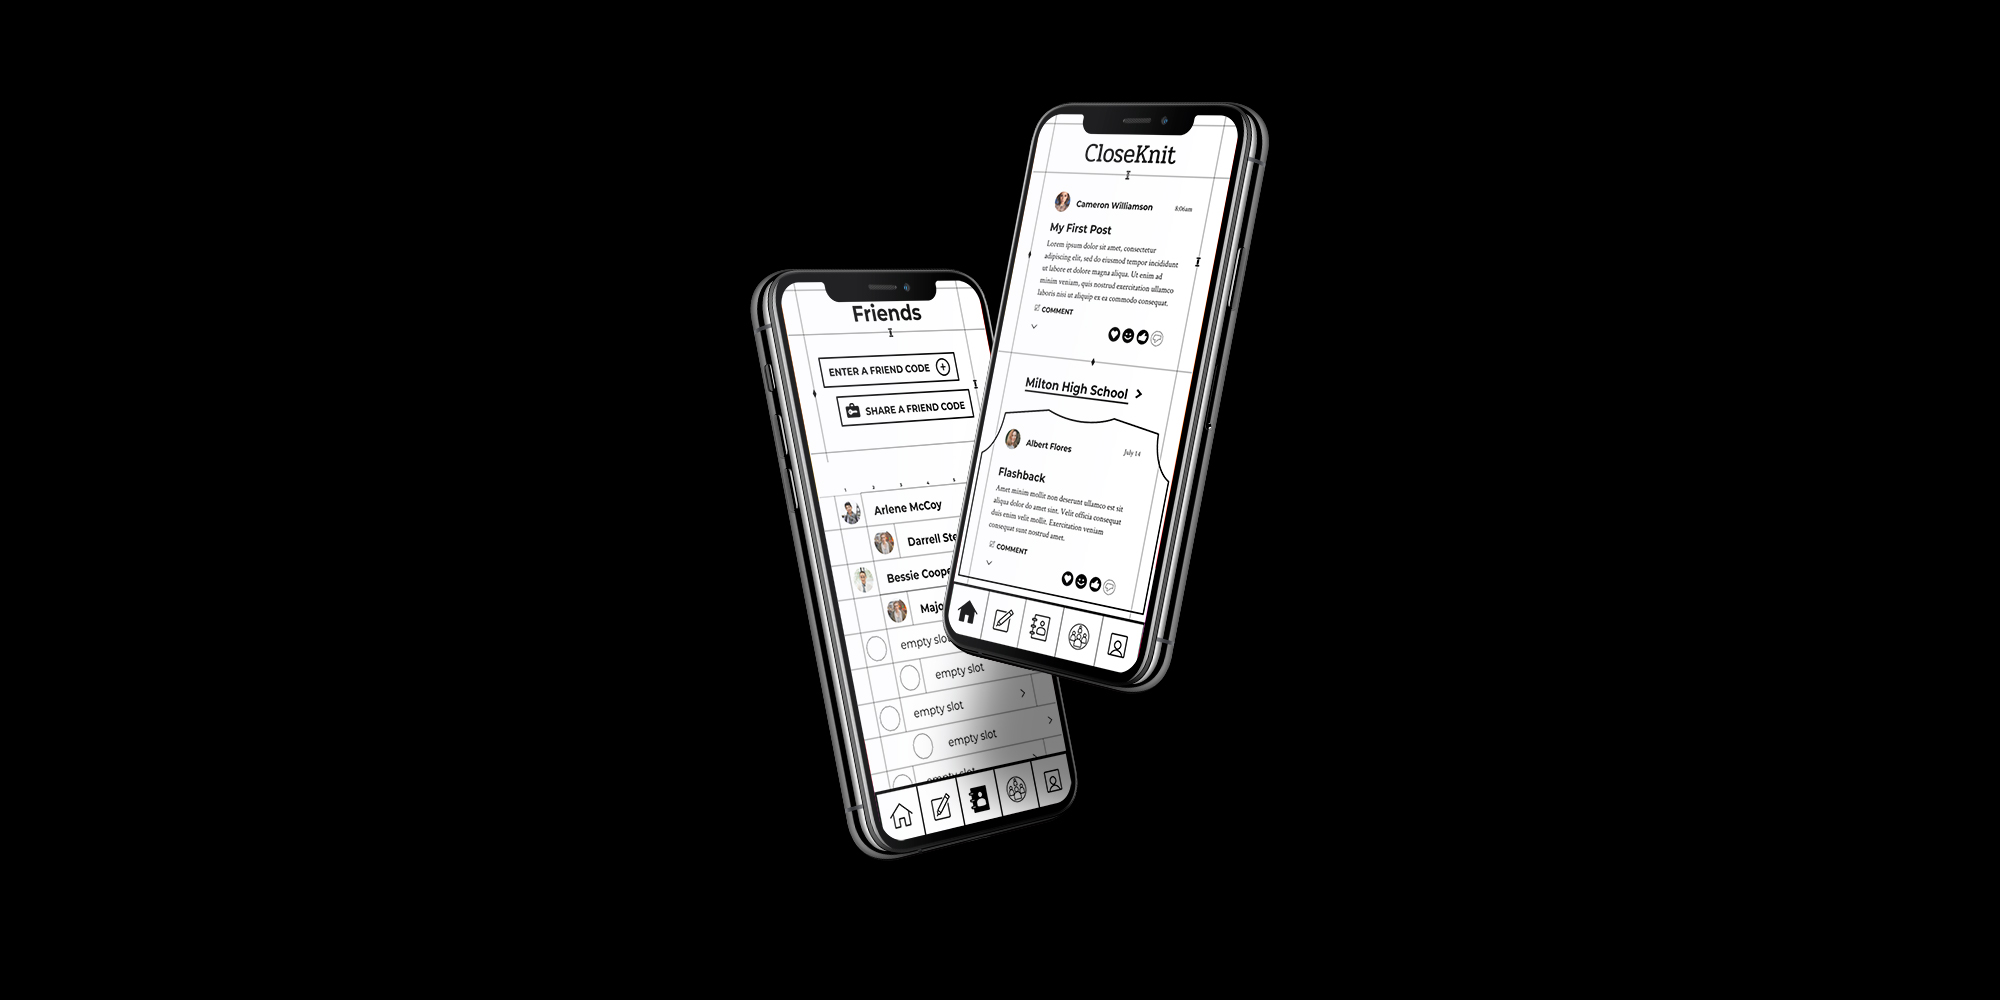 Friends
ENTER A FRIEND CODE
SHARE A FRIEND CODE
1 2 3 4 5
Arlene McCoy
Darrell Ste
Bessie Coope
Majo
empty slo
empty slot
empty slot
empty slot
empty slot
CloseKnit
Cameron Williamson 8:06am
My First Post
Lorem ipsum dolor sit amet, consectetur
adipiscing elit, sed do eiusmod tempor incididunt
ut labore et dolore magna aliqua. Ut enim ad
minim veniam, quis nostrud exercitation ullamco
laboris nisi ut aliquip ex ea commodo consequat.
COMMENT
Milton High School
Albert Flores July 14
Flashback
Amet minim mollit non deserunt ullamco est sit
aliqua dolor do amet sint. Velit officia consequat
duis enim velit mollit. Exercitation veniam
consequat sunt nostrud amet.
COMMENT